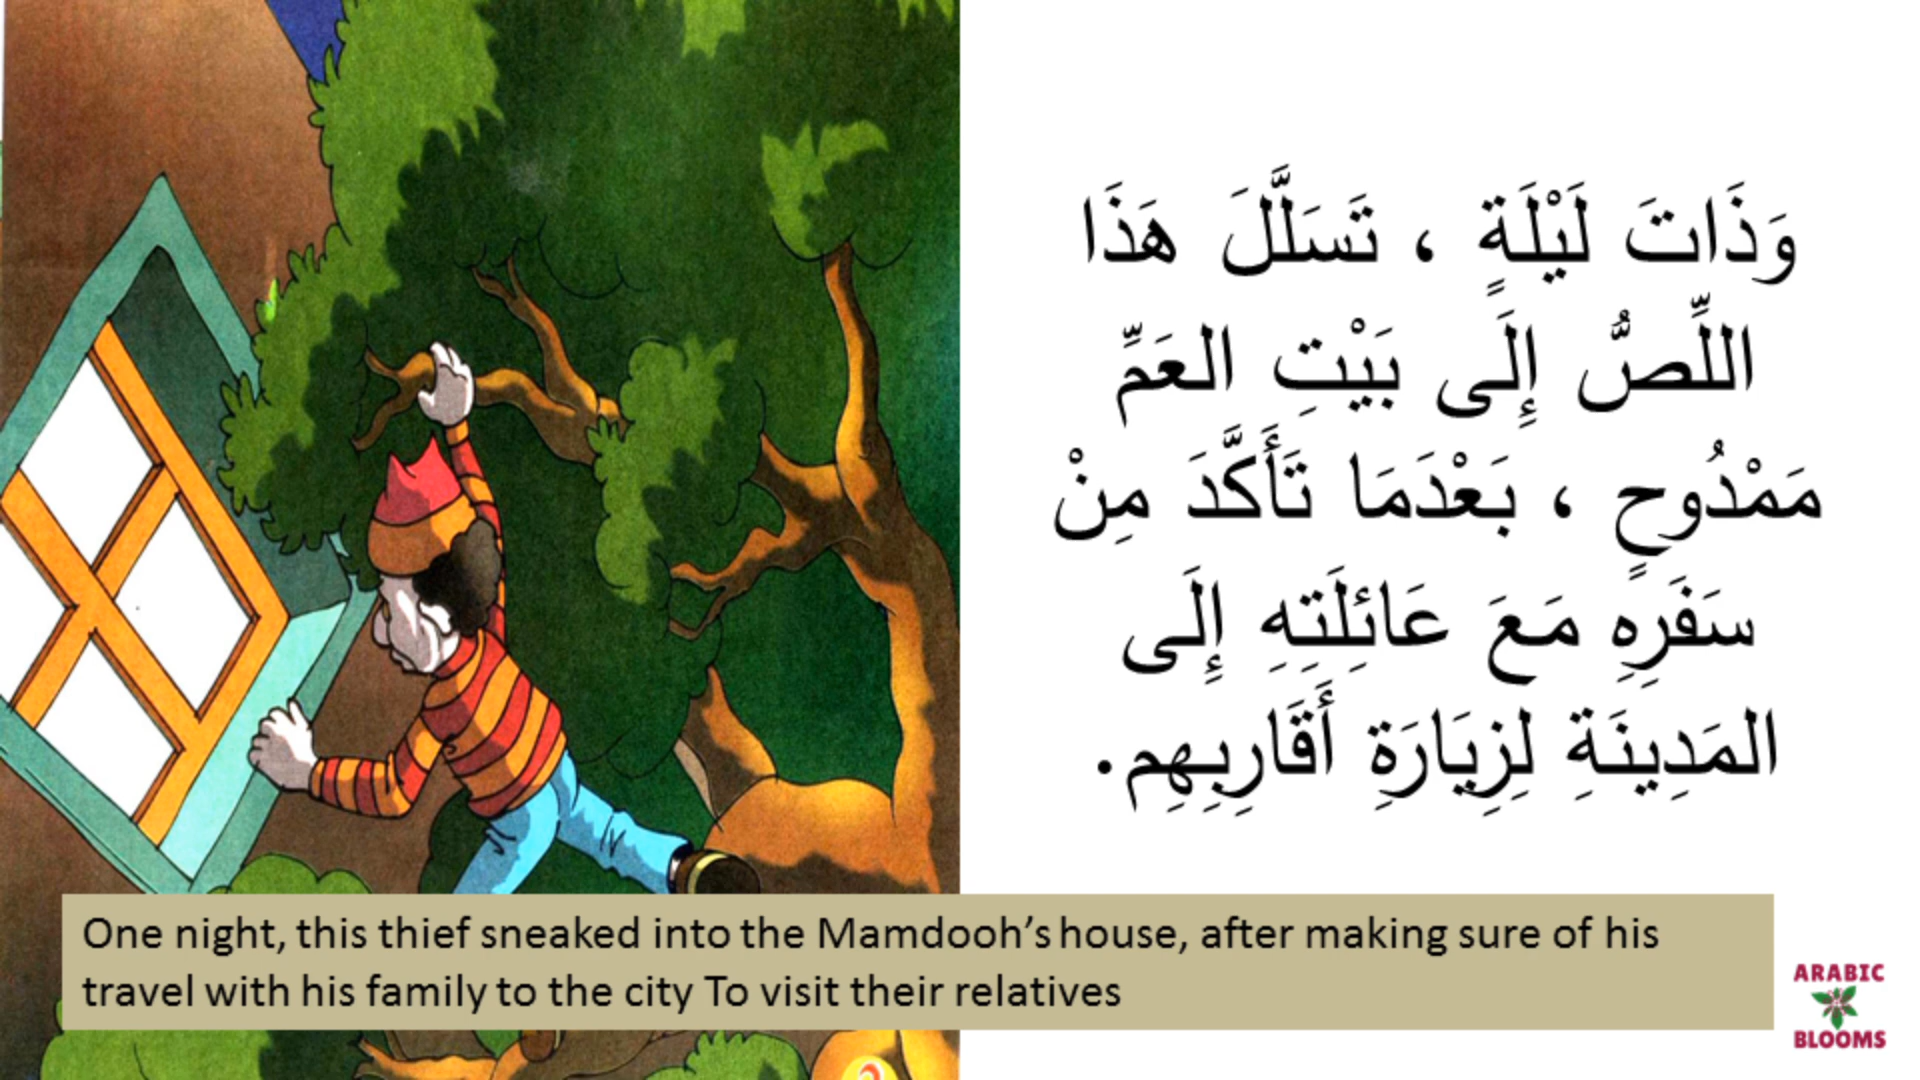 وَذَاتَ لَيْلَةٍ ، تَسَلَّلَ هَذَا
اللِّصُّ إِلَى بَيْتِ العَمِّ
مَمْدُوحٍ ، بَعْدَمَا تَأَكَّدَ مِنْ
سَفَرِهِ مَعَ عَائِلَتِهِ إِلَى
المَدِينَةِ لِزِيَارَةِ أَقَارِبِهِم.
One night, this thief sneaked into the Mamdooh’s house, after making sure of his
travel with his family to the city To visit their relatives
ARABIC
BLOOMS